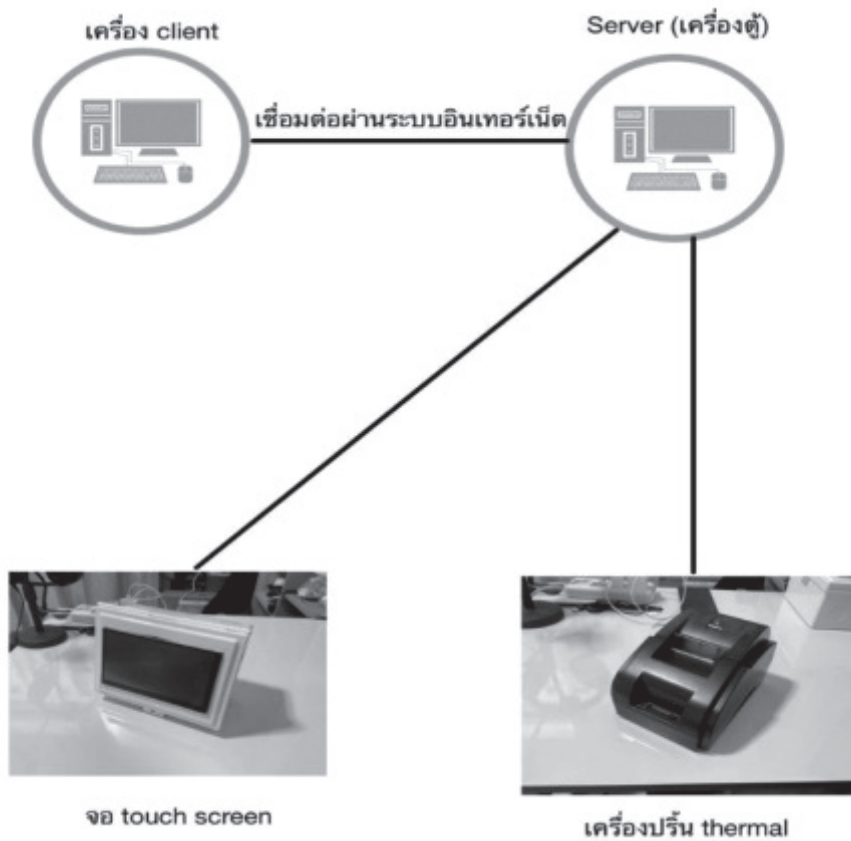 เครื่อง client
Server (เครื่องตู้)
เชื่อมต่อผ่านระบบอินเทอร์เน็ต
จอ touch screen
เครื่องปริ้น thermal